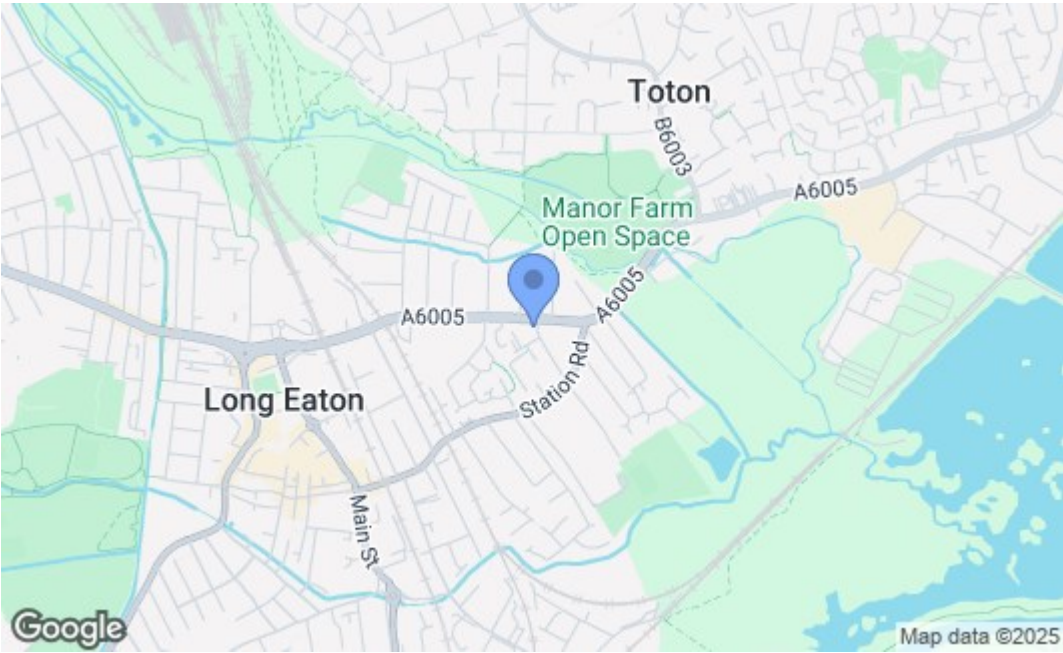 Toton
B6003
A6005
Manor Farm
Open Space
A6005
A6005
Station Rd
Long Eaton
Main St
Google
Map data ©2025